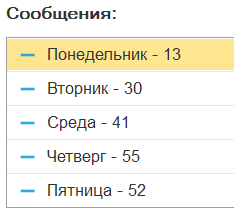 Сообщения:
Понедельник - 13
Вторник - 30
Среда - 41
Четверг - 55
Пятница - 52